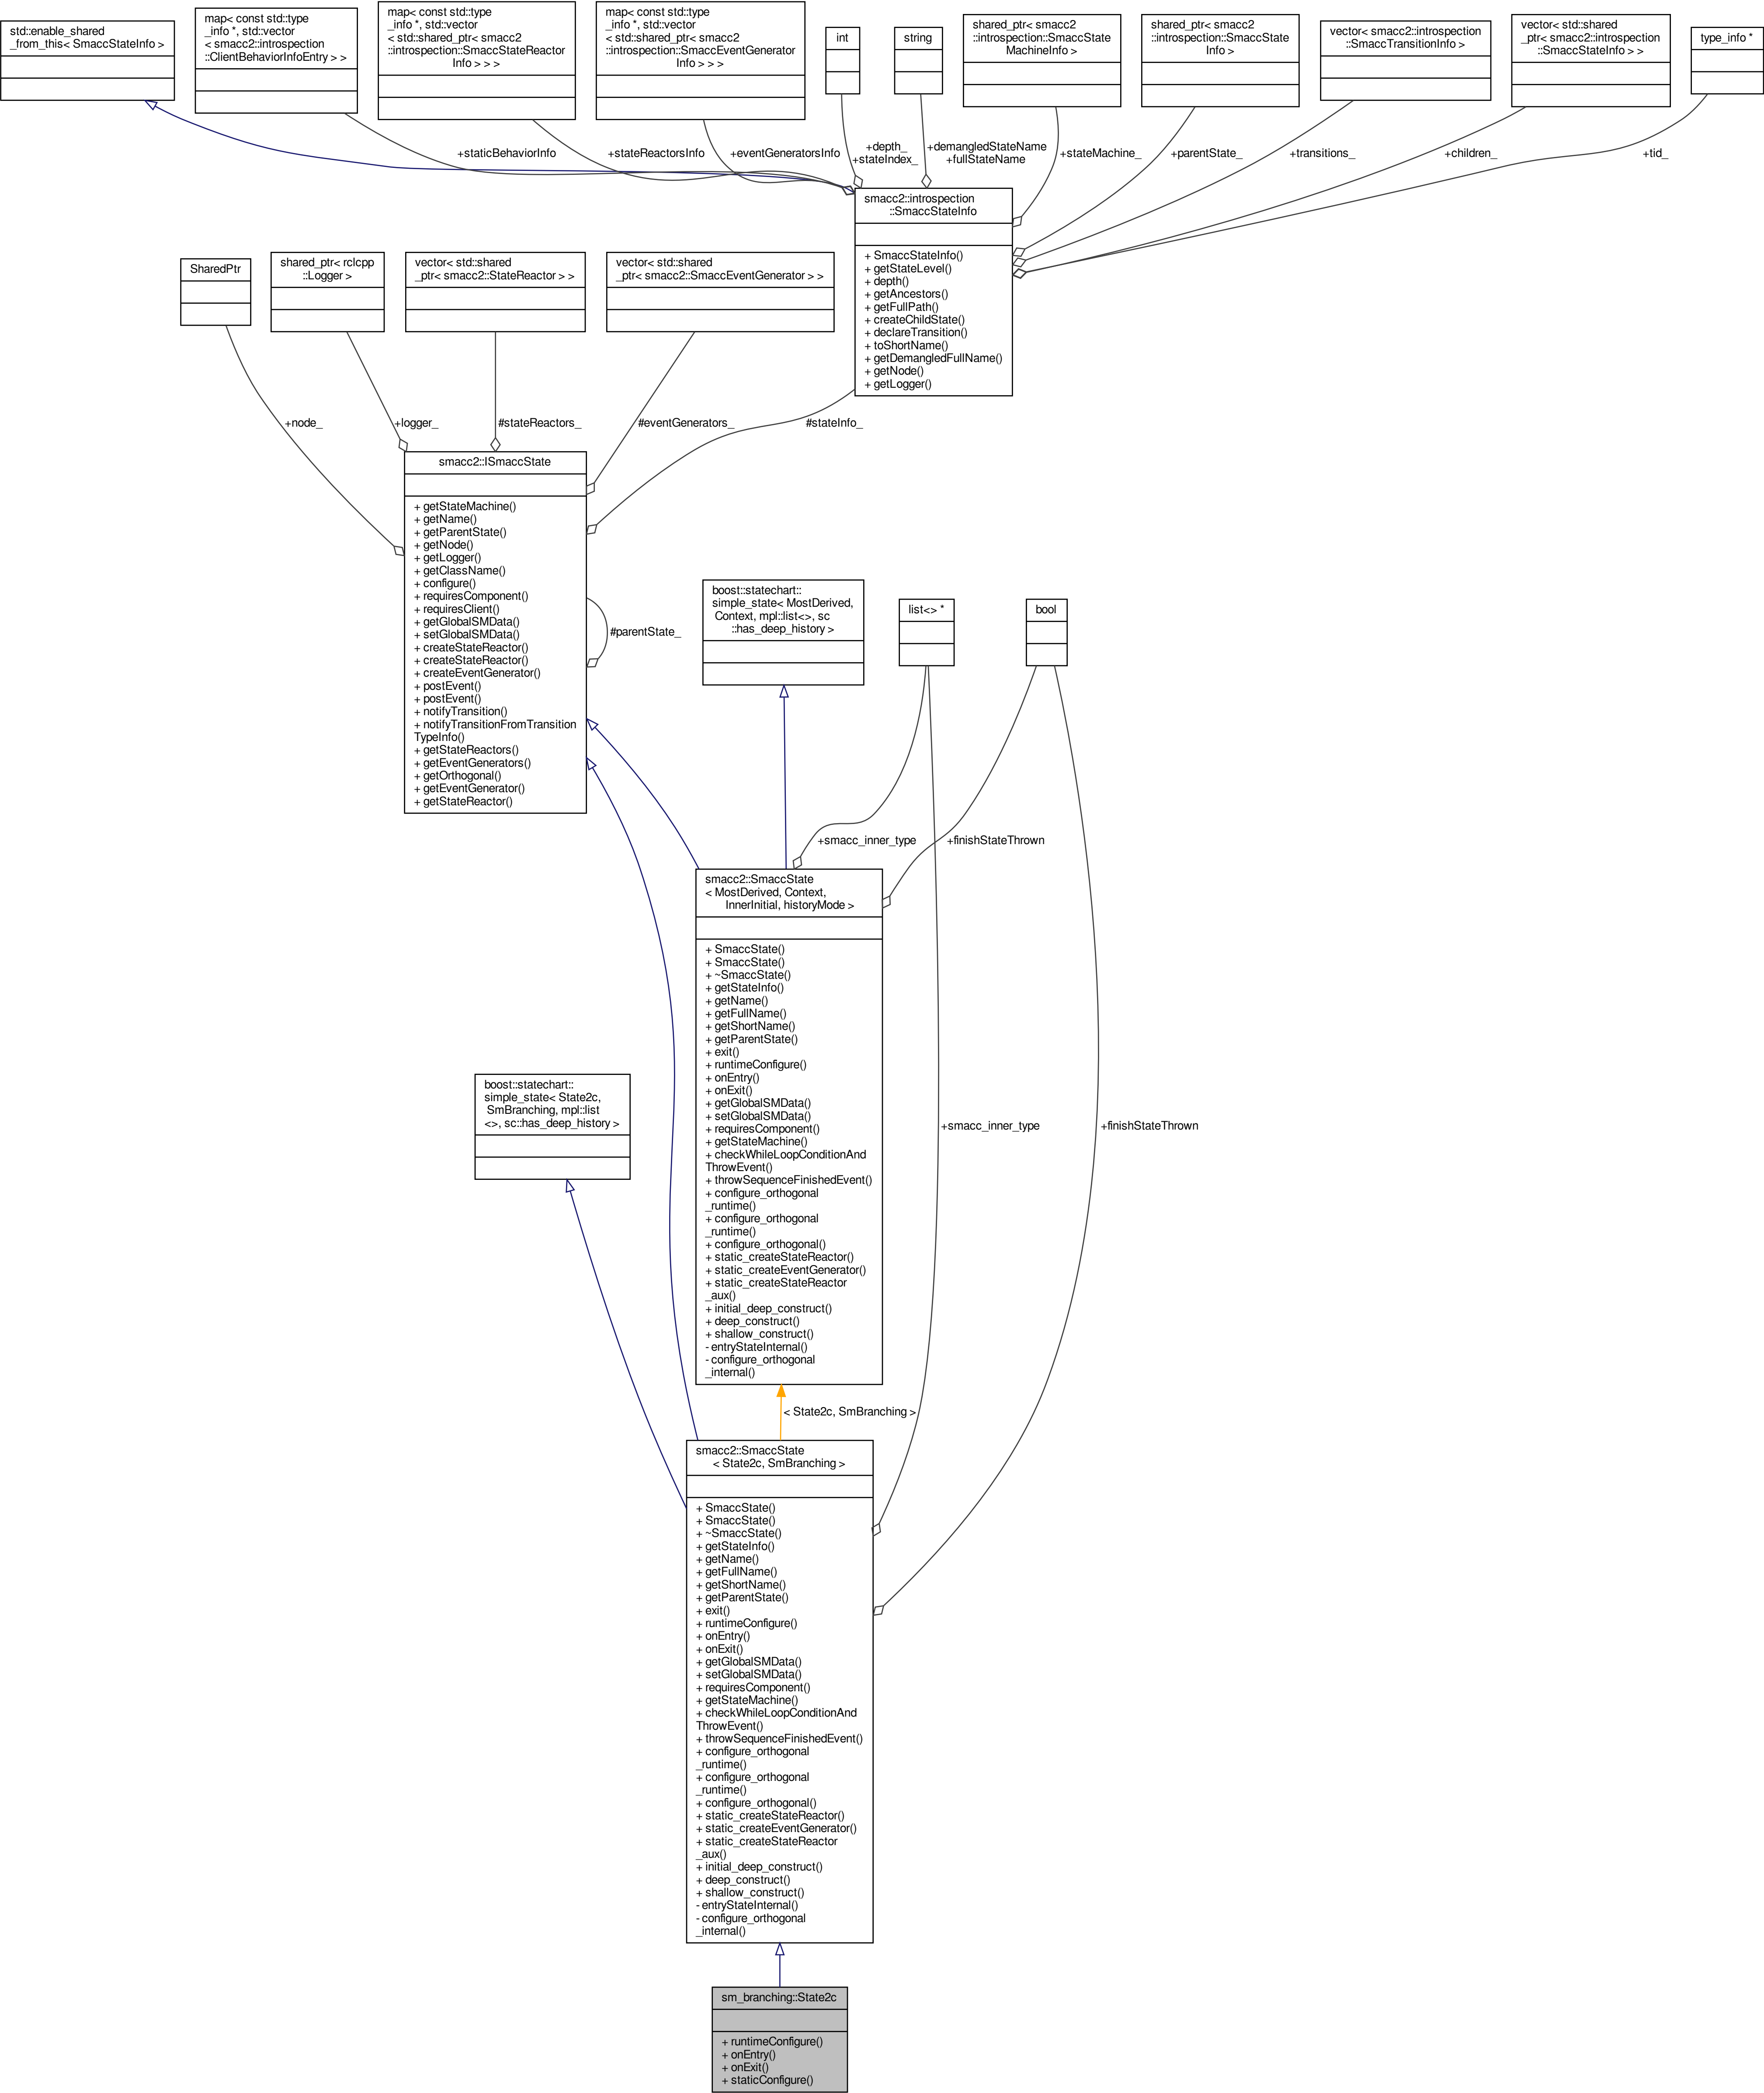 std::enable_shared
_from_this< SmaccStateInfo >
map< const std::type
_info *, std::vector
< smacc2::introspection
::ClientBehaviorInfoEntry > >
map< const std::type
_info *, std::vector
< std::shared_ptr< smacc2
::introspection::SmaccStateReactor
Info > > >
map< const std::type
_info *, std::vector
< std::shared_ptr< smacc2
::introspection::SmaccEventGenerator
Info > > >
int
string
shared_ptr< smacc2
::introspection::SmaccState
MachineInfo >
shared_ptr< smacc2
::introspection::SmaccState
Info >
vector< smacc2::introspection
::SmaccTransitionInfo >
vector< std::shared
_ptr< smacc2::introspection
::SmaccStateInfo > >
type_info *
+staticBehaviorInfo
+stateReactorsInfo
+eventGeneratorsInfo
+depth_
+stateIndex_
+demangledStateName
+fullStateName
+stateMachine_
+parentState_
+transitions_
+children_
+tid_
smacc2::introspection
::SmaccStateInfo
+ SmaccStateInfo()
+ getStateLevel()
+ depth()
+ getAncestors()
+ getFullPath()
+ createChildState()
+ declareTransition()
+ toShortName()
+ getDemangledFullName()
+ getNode()
+ getLogger()
SharedPtr
shared_ptr< rclcpp
::Logger >
vector< std::shared
_ptr< smacc2::StateReactor > >
vector< std::shared
_ptr< smacc2::SmaccEventGenerator > >
+node_
+logger_
#stateReactors_
#eventGenerators_
#stateInfo_
smacc2::ISmaccState
+ getStateMachine()
+ getName()
+ getParentState()
+ getNode()
+ getLogger()
+ getClassName()
+ configure()
+ requiresComponent()
+ requiresClient()
+ getGlobalSMData()
+ setGlobalSMData()
+ createStateReactor()
+ createStateReactor()
+ createEventGenerator()
+ postEvent()
+ postEvent()
+ notifyTransition()
+ notifyTransitionFromTransition
TypeInfo()
+ getStateReactors()
+ getEventGenerators()
+ getOrthogonal()
+ getEventGenerator()
+ getStateReactor()
#parentState_
boost::statechart::
simple_state< MostDerived,
Context, mpl::list<>, sc
::has_deep_history >
list<> *
bool
+smacc_inner_type
+finishStateThrown
smacc2::SmaccState
< MostDerived, Context,
InnerInitial, historyMode >
+ SmaccState()
+ SmaccState()
+ ~SmaccState()
+ getStateInfo()
+ getName()
+ getFullName()
+ getShortName()
+ getParentState()
+ exit()
+ runtimeConfigure()
+ onEntry()
+ onExit()
+ getGlobalSMData()
+ setGlobalSMData()
+ requiresComponent()
+ getStateMachine()
+ checkWhileLoopConditionAnd
ThrowEvent()
+ throwSequenceFinishedEvent()
+ configure_orthogonal
_runtime()
+ configure_orthogonal
_runtime()
+ configure_orthogonal()
+ static_createStateReactor()
+ static_createEventGenerator()
+ static_createStateReactor
_aux()
+ initial_deep_construct()
+ deep_construct()
+ shallow_construct()
- entryStateInternal()
- configure_orthogonal
_internal()
boost::statechart::
simple_state< State2c,
SmBranching, mpl::list
<>, sc::has_deep_history >
+smacc_inner_type
+finishStateThrown
< State2c, SmBranching >
smacc2::SmaccState
< State2c, SmBranching >
+ SmaccState()
+ SmaccState()
+ ~SmaccState()
+ getStateInfo()
+ getName()
+ getFullName()
+ getShortName()
+ getParentState()
+ exit()
+ runtimeConfigure()
+ onEntry()
+ onExit()
+ getGlobalSMData()
+ setGlobalSMData()
+ requiresComponent()
+ getStateMachine()
+ checkWhileLoopConditionAnd
ThrowEvent()
+ throwSequenceFinishedEvent()
+ configure_orthogonal
_runtime()
+ configure_orthogonal
_runtime()
+ configure_orthogonal()
+ static_createStateReactor()
+ static_createEventGenerator()
+ static_createStateReactor
_aux()
+ initial_deep_construct()
+ deep_construct()
+ shallow_construct()
- entryStateInternal()
- configure_orthogonal
_internal()
sm_branching::State2c
+ runtimeConfigure()
+ onEntry()
+ onExit()
+ staticConfigure()